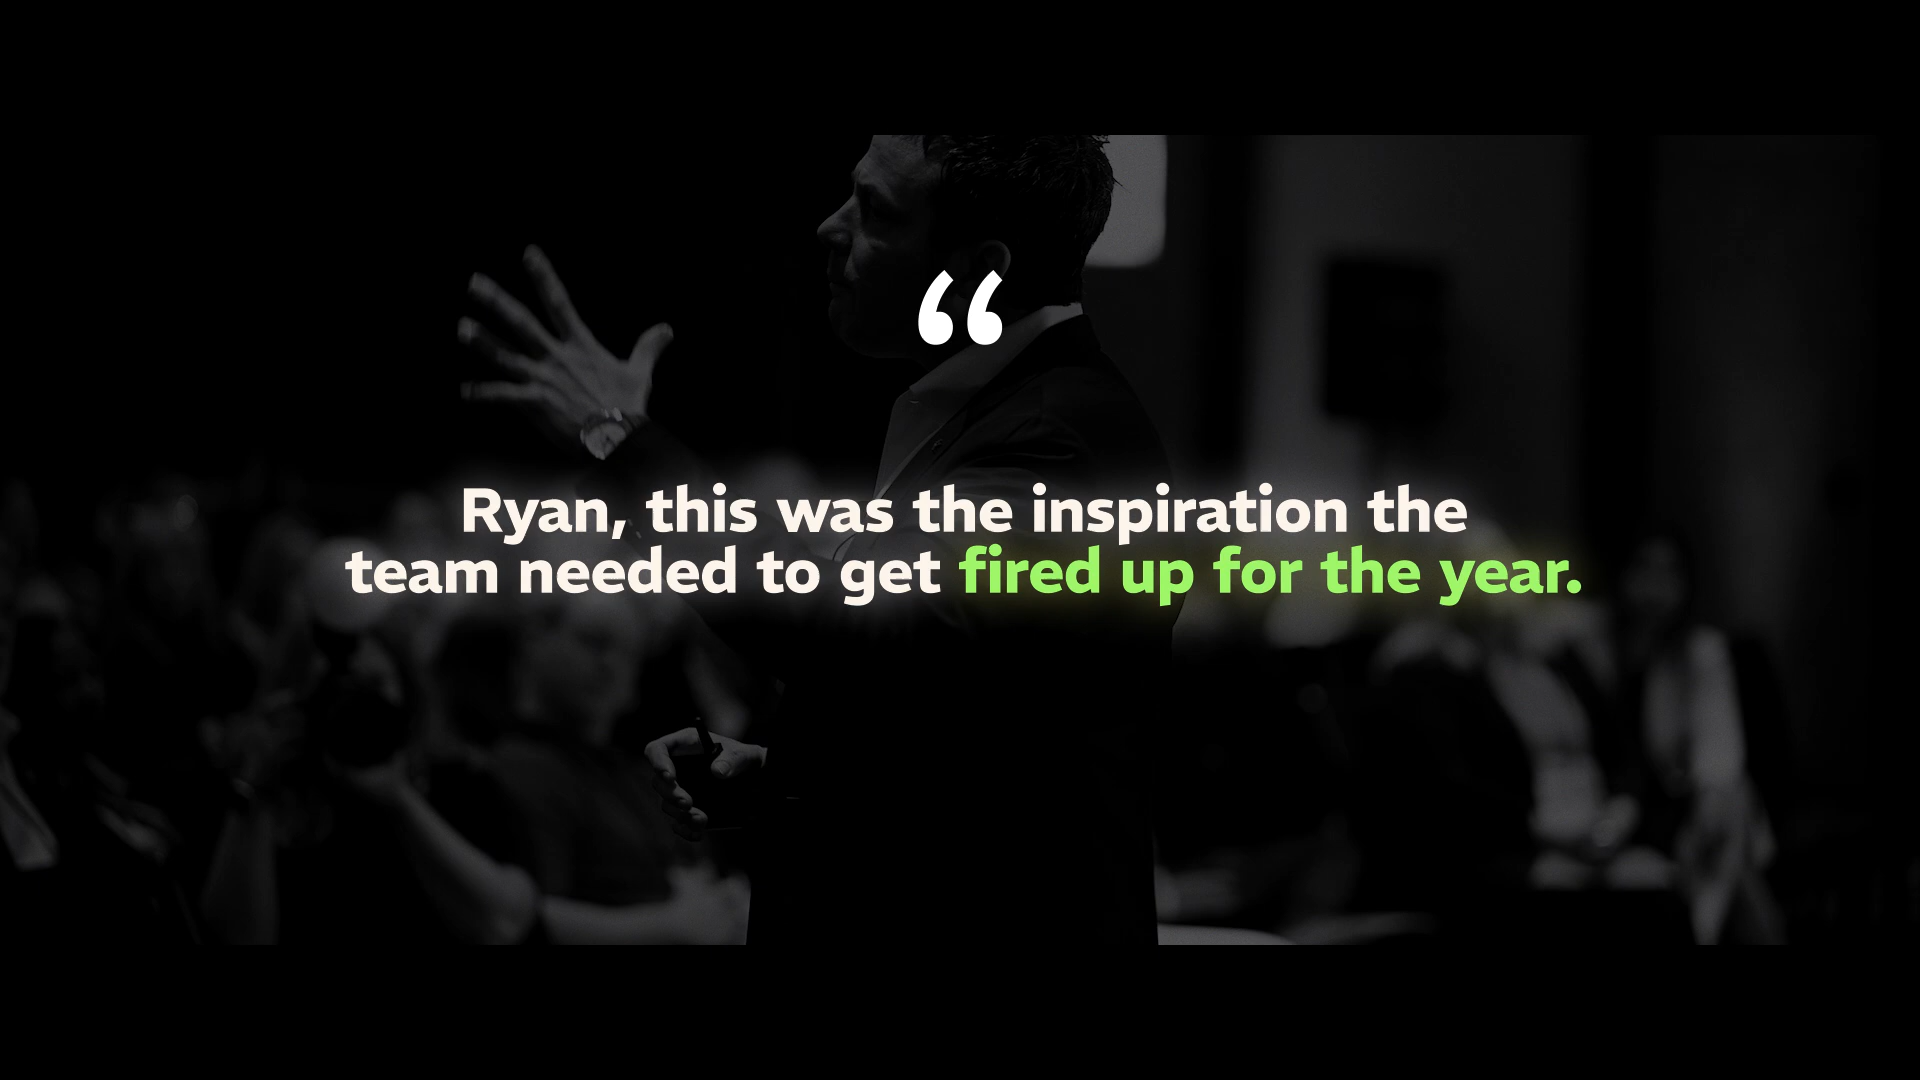 “
Ryan, this was the inspiration the
team needed to get fired up for the year.